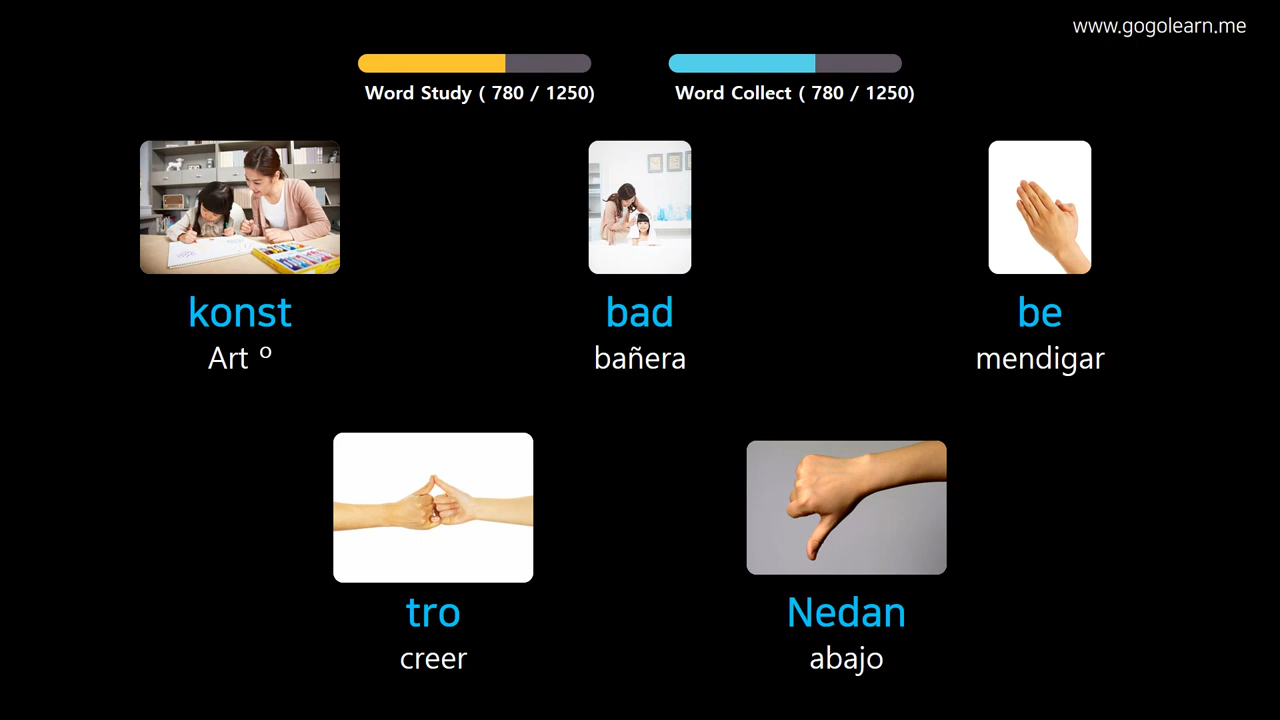 www.gogolearn.me
Word Study ( 780 / 1250)
Word Collect ( 780 / 1250)
konst
Art º
bad
bañera
be
mendigar
tro
creer
Nedan
abajo